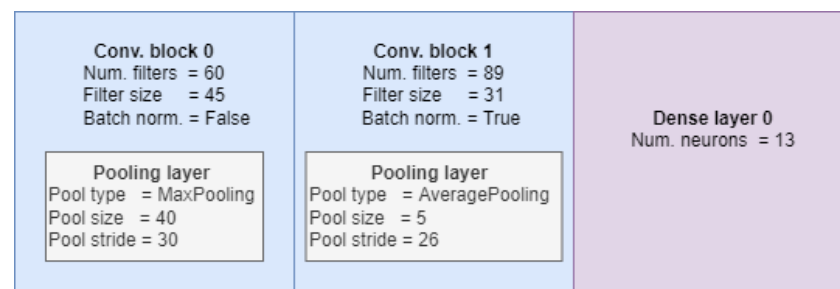 Conv. block 0
Num. filters = 60
Filter size = 45
Batch norm. = False
Pooling layer
Pool type = MaxPooling
Pool size = 40
Pool stride = 30
Conv. block 1
Num. filters = 89
Filter size = 31
Batch norm. = True
Pooling layer
Pool type = AveragePooling
Pool size = 5
Pool stride = 26
Dense layer 0
Num. neurons = 13